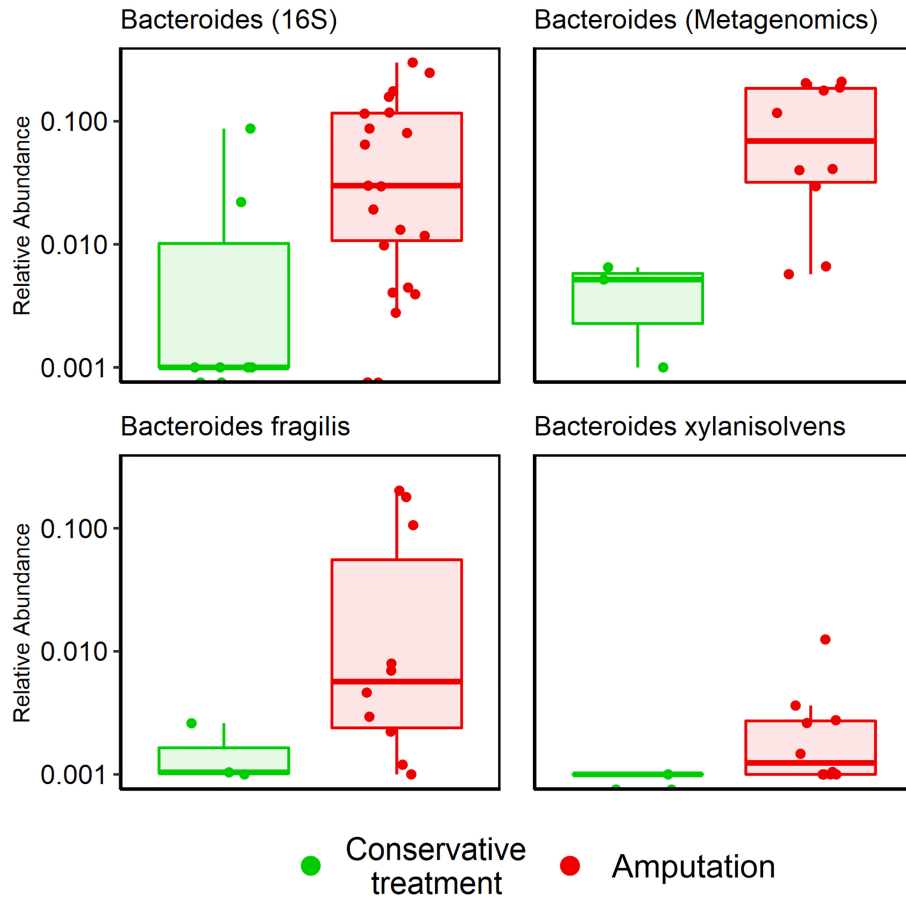 Bacteroides (16S)
Bacteroides (Metagenomics)
Relative Abundance
0.100
0.010
0.001
Bacteroides fragilis
Bacteroides xylanisolvens
Relative Abundance
0.100
0.010
0.001
Conservative
treatment
Amputation